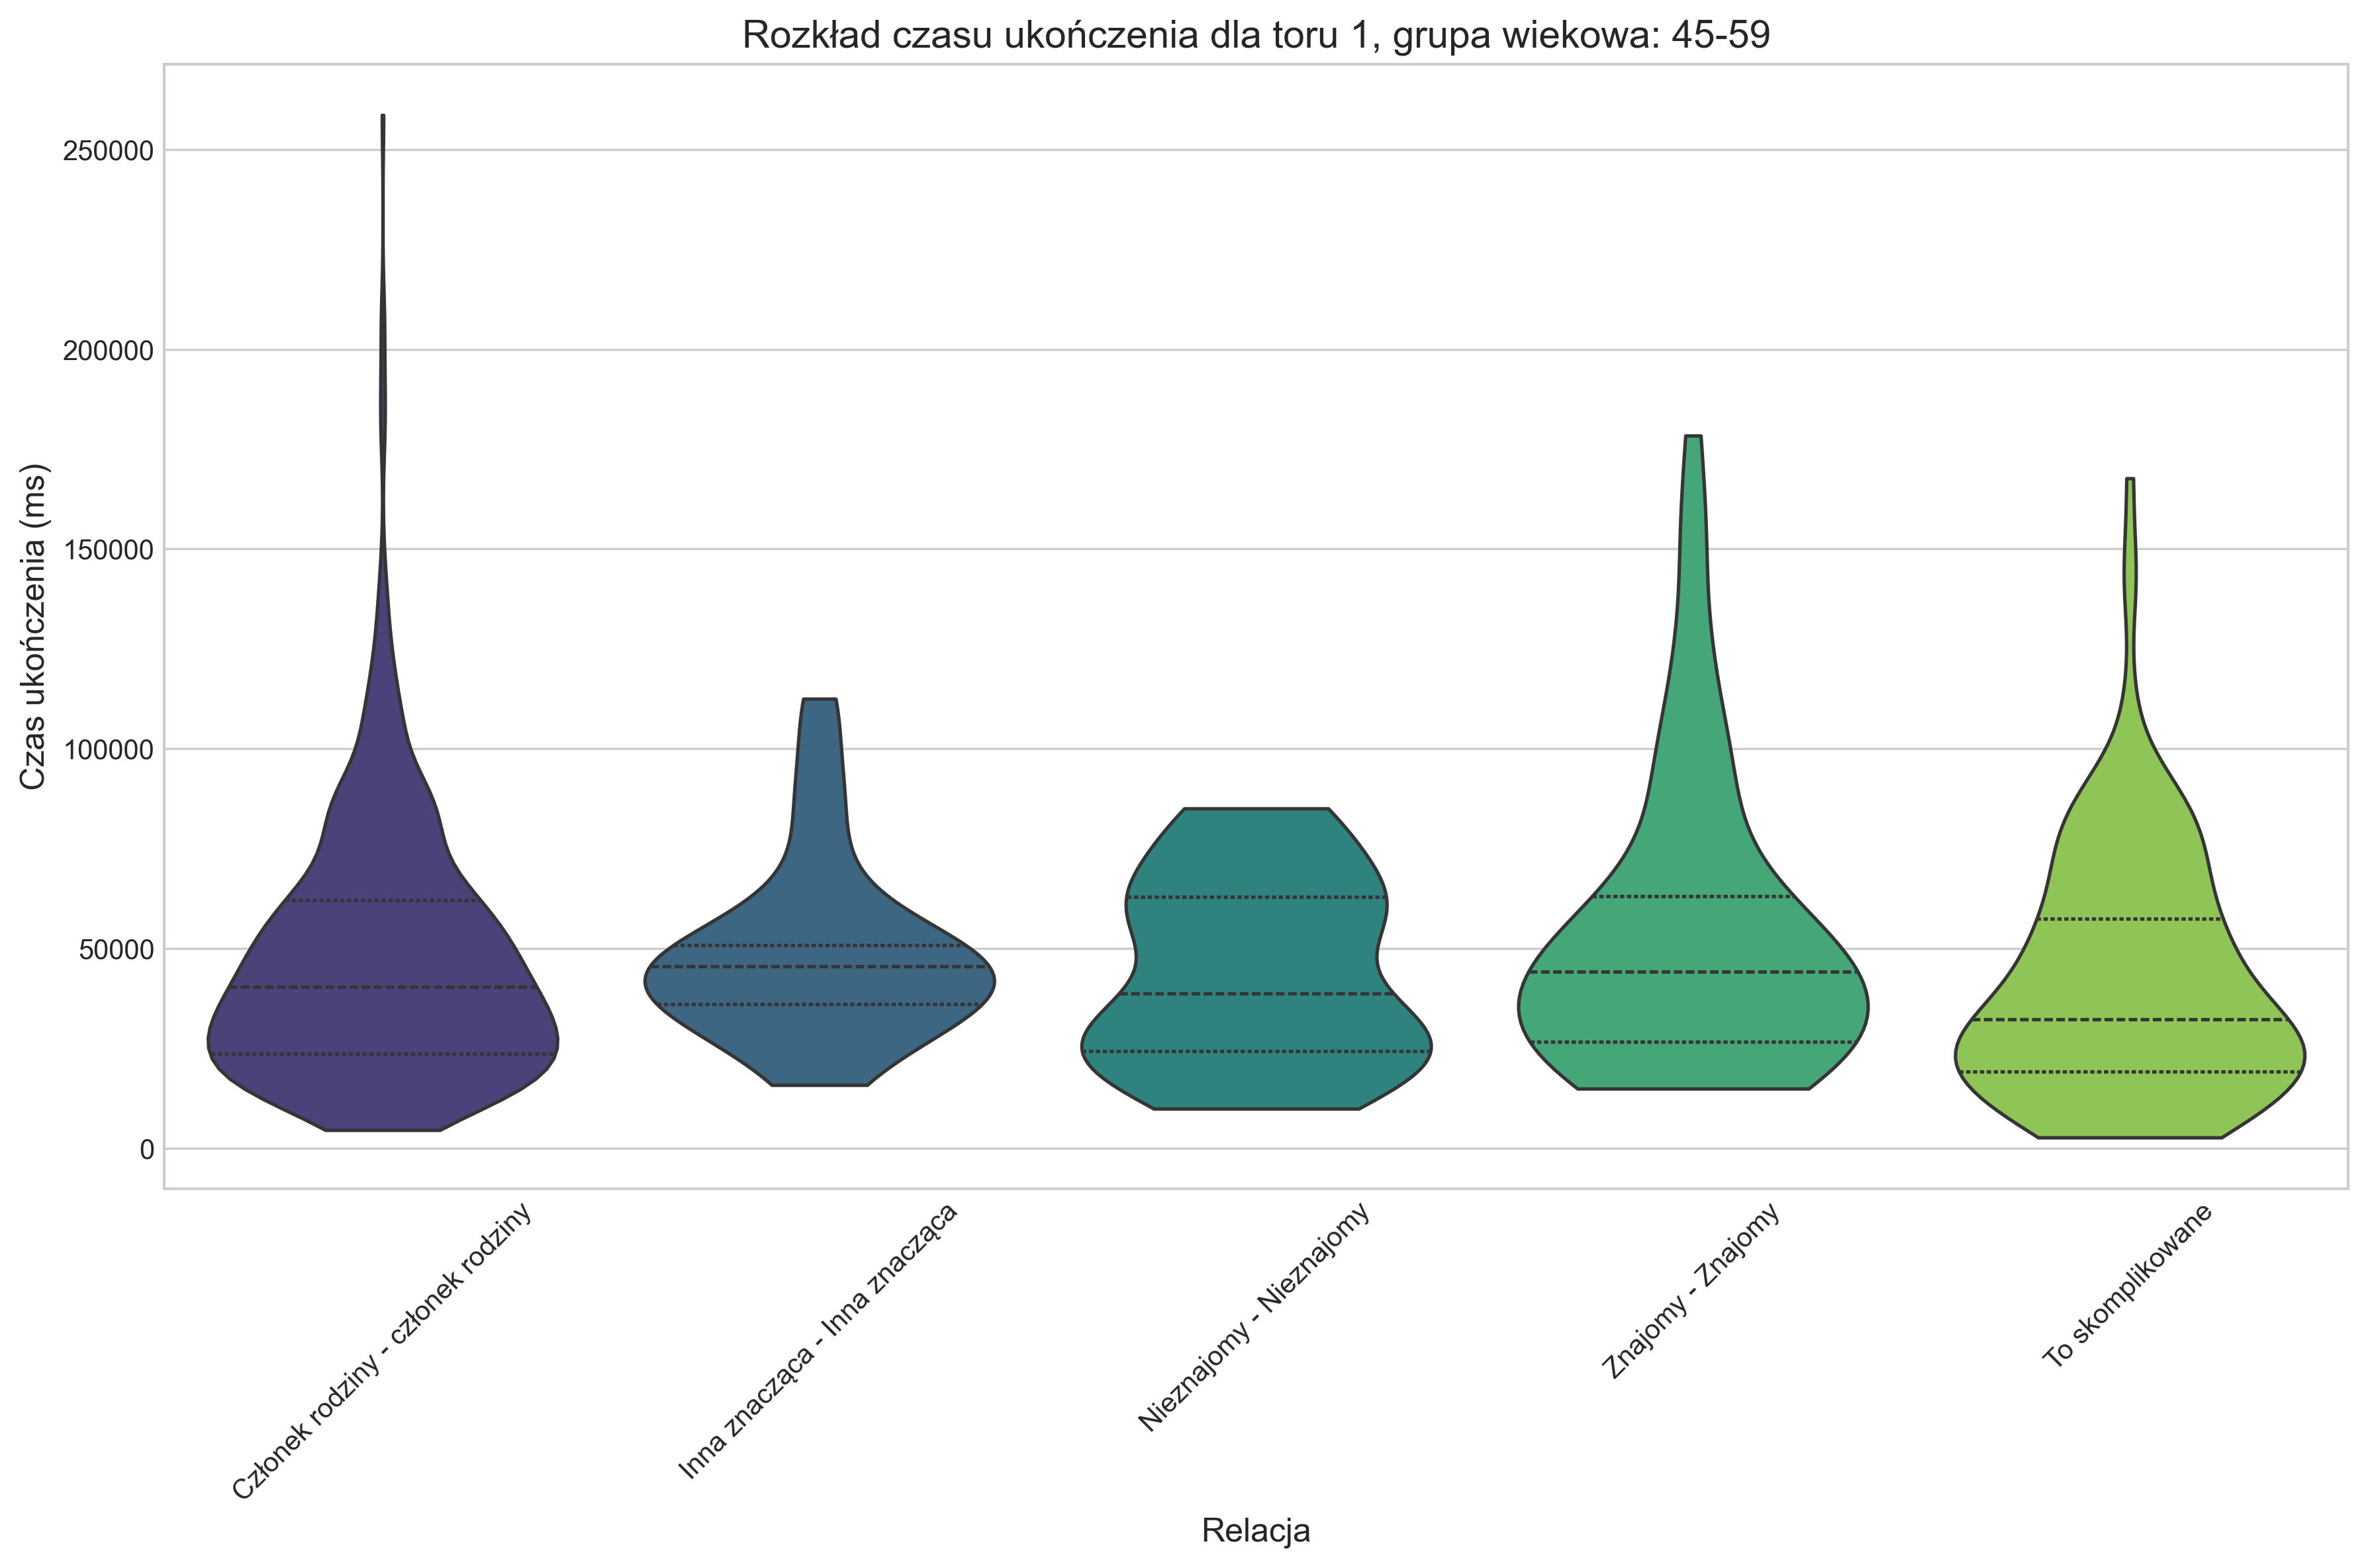 Rozkład czasu ukończenia dla toru 1, grupa wiekowa: 45-59
Czas ukończenia (ms)
250000
200000
150000
100000
50000
0
Członek rodziny - członek rodziny
Inna znacząca - Inna znacząca
Nieznajomy - Nieznajomy
Znajomy - Znajomy
To skomplikowane
Relacja